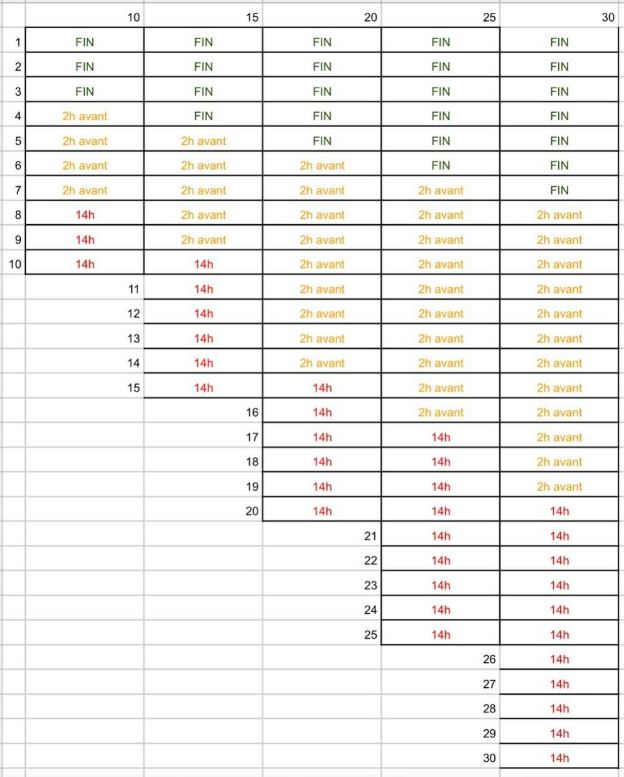 10 15 20 25 30
1 FIN FIN FIN FIN FIN
2 FIN FIN FIN FIN FIN
3 FIN FIN FIN FIN FIN
4 2h avant FIN FIN FIN FIN
5 2h avant 2h avant FIN FIN FIN
6 2h avant 2h avant 2h avant FIN FIN
7 2h avant 2h avant 2h avant 2h avant FIN
8 14h 2h avant 2h avant 2h avant 2h avant
9 14h 2h avant 2h avant 2h avant 2h avant
10 14h 14h 2h avant 2h avant 2h avant
11 14h 2h avant 2h avant 2h avant
12 14h 2h avant 2h avant 2h avant
13 14h 2h avant 2h avant 2h avant
14 14h 2h avant 2h avant 2h avant
15 14h 14h 2h avant 2h avant
16 14h 2h avant 2h avant
17 14h 14h 2h avant
18 14h 14h 2h avant
19 14h 14h 2h avant
20 14h 14h 14h
21 14h 14h
22 14h 14h
23 14h 14h
24 14h 14h
25 14h 14h
26 14h
27 14h
28 14h
29 14h
30 14h